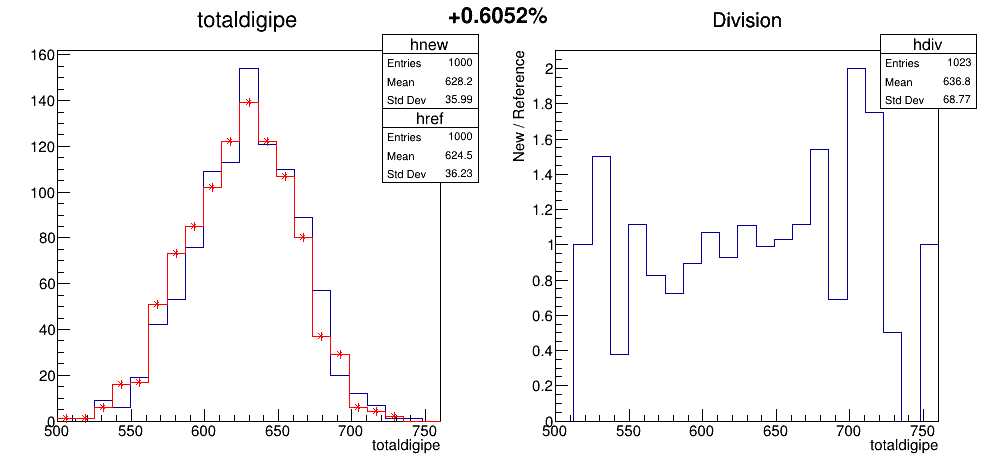 +0.6052%
totaldigipe
hnew
Entries 1000
Mean 628.2
Std Dev 35.99
href
Entries 1000
Mean 624.5
Std Dev 36.23
160
140
120
100
80
60
40
20
0
500 550 600 650 700 750
totaldigipe
Division
hdiv
Entries 1023
Mean 636.8
Std Dev 68.77
New / Reference
2
1.8
1.6
1.4
1.2
1
0.8
0.6
0.4
0.2
0
500 550 600 650 700 750
totaldigipe